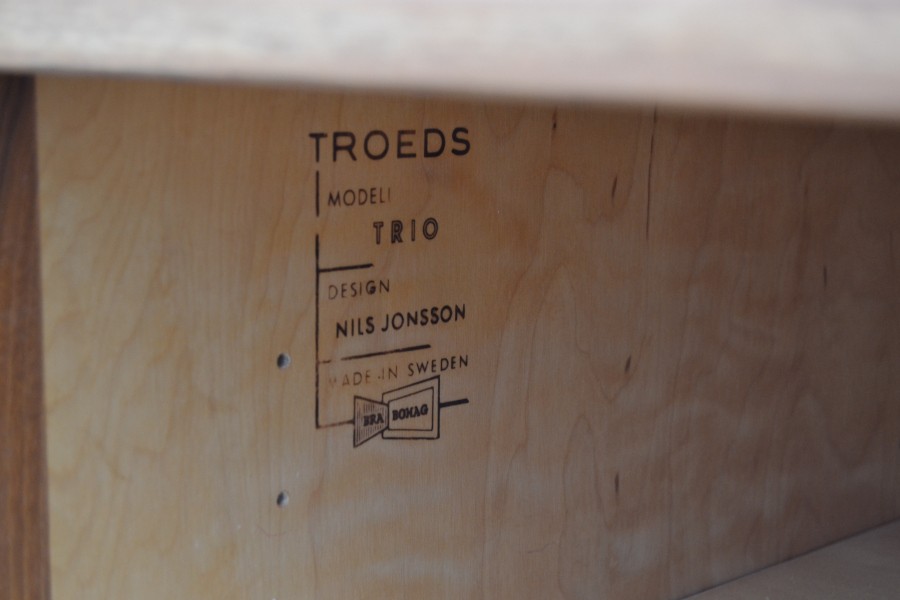 TROEDS
MODELL
TRIO
DESIGN
NILS JONSSON
MADE IN SWEDEN
BRA BOHAG